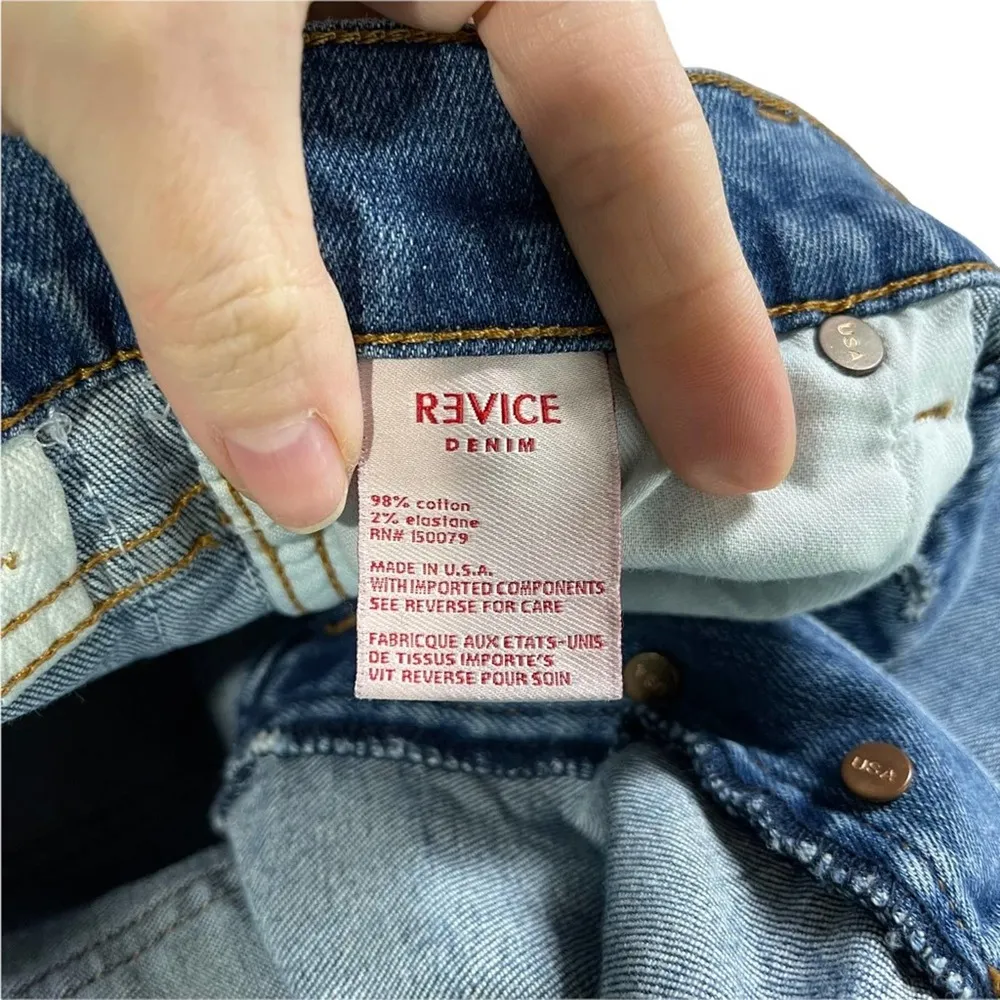 RƎVICE
DENIM
98% cotton
2% elastane
RN# 150079
MADE IN U.S.A.
WITH IMPORTED COMPONENTS
SEE REVERSE FOR CARE
FABRICQUE AUX ETATS-UNIS
DE TISSUS IMPORTE'S
VIT REVERSE POUR SOIN
USA
USA